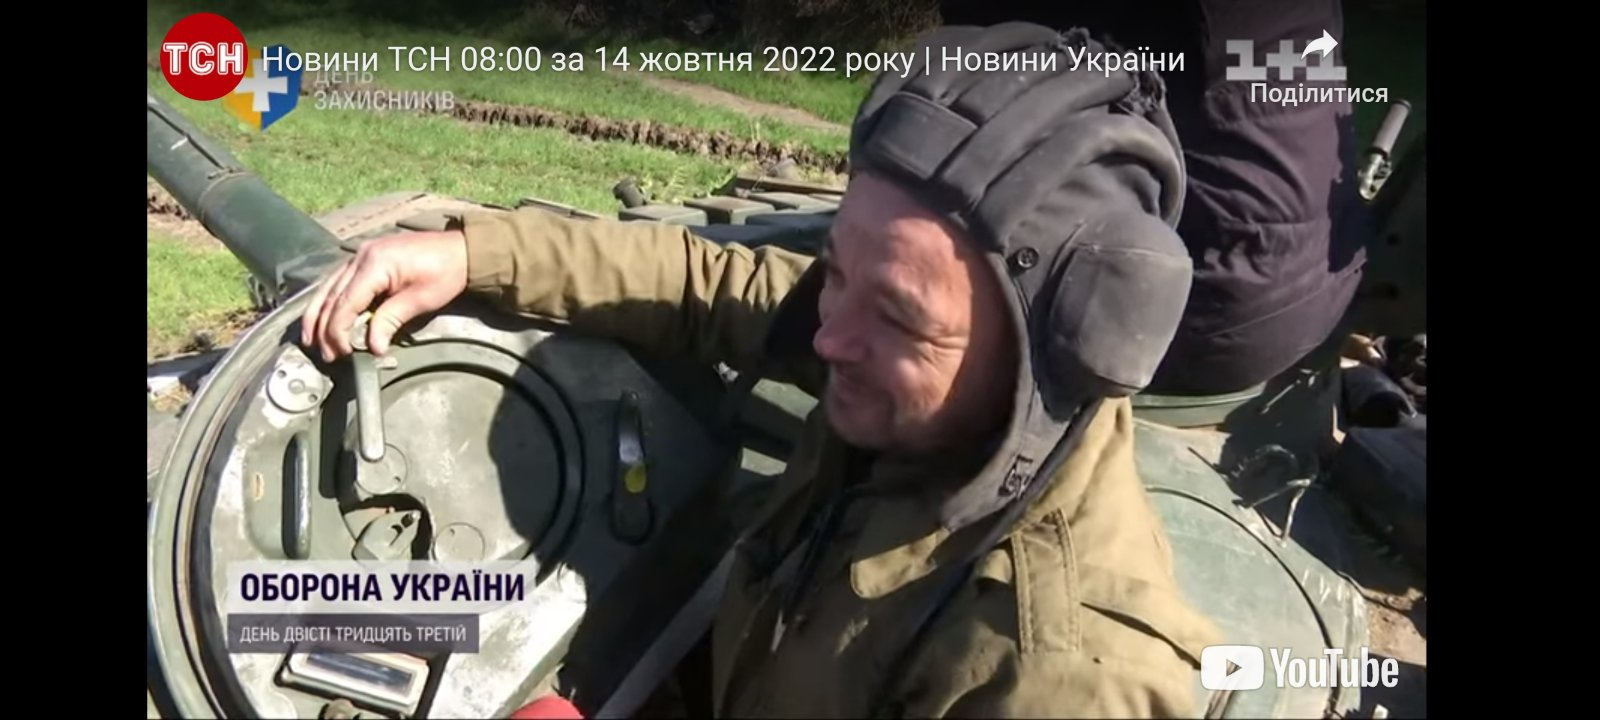 ТСН
Новини ТСН 08:00 за 14 жовтня 2022 року | Новини України
ДЕНЬ
ЗАХИСНИКІВ
1+1
Поділитися
ОБОРОНА УКРАЇНИ
ДЕНЬ ДВІСТІ ТРИДЦЯТЬ ТРЕТІЙ
YouTube